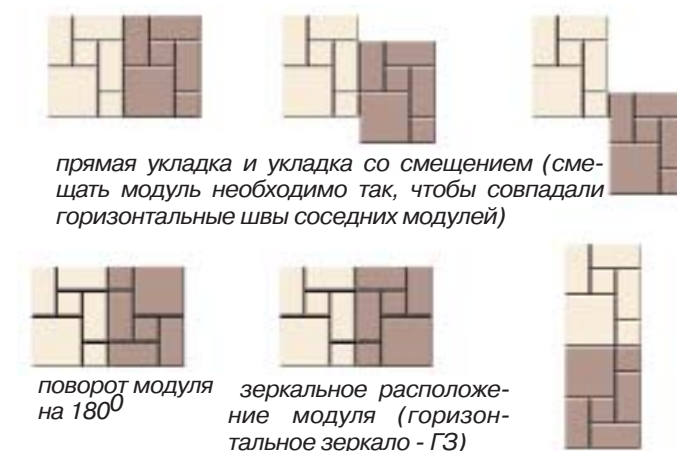 прямая укладка и укладка со смещением (сме-
щать модуль необходимо так, чтобы совпадали
горизонтальные швы соседних модулей)
поворот модуля
на 180⁰
зеркальное расположе-
ние модуля (горизон-
тальное зеркало - ГЗ)